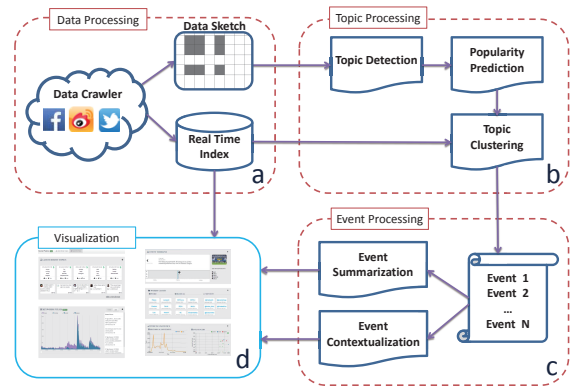 Data Processing
Data Sketch
Data Crawler
Real Time
Index
a
Topic Processing
Topic Detection
Popularity
Prediction
Topic
Clustering
b
Visualization
d
Event Processing
Event
Summarization
Event
Contextualization
Event 1
Event 2
...
Event N
c